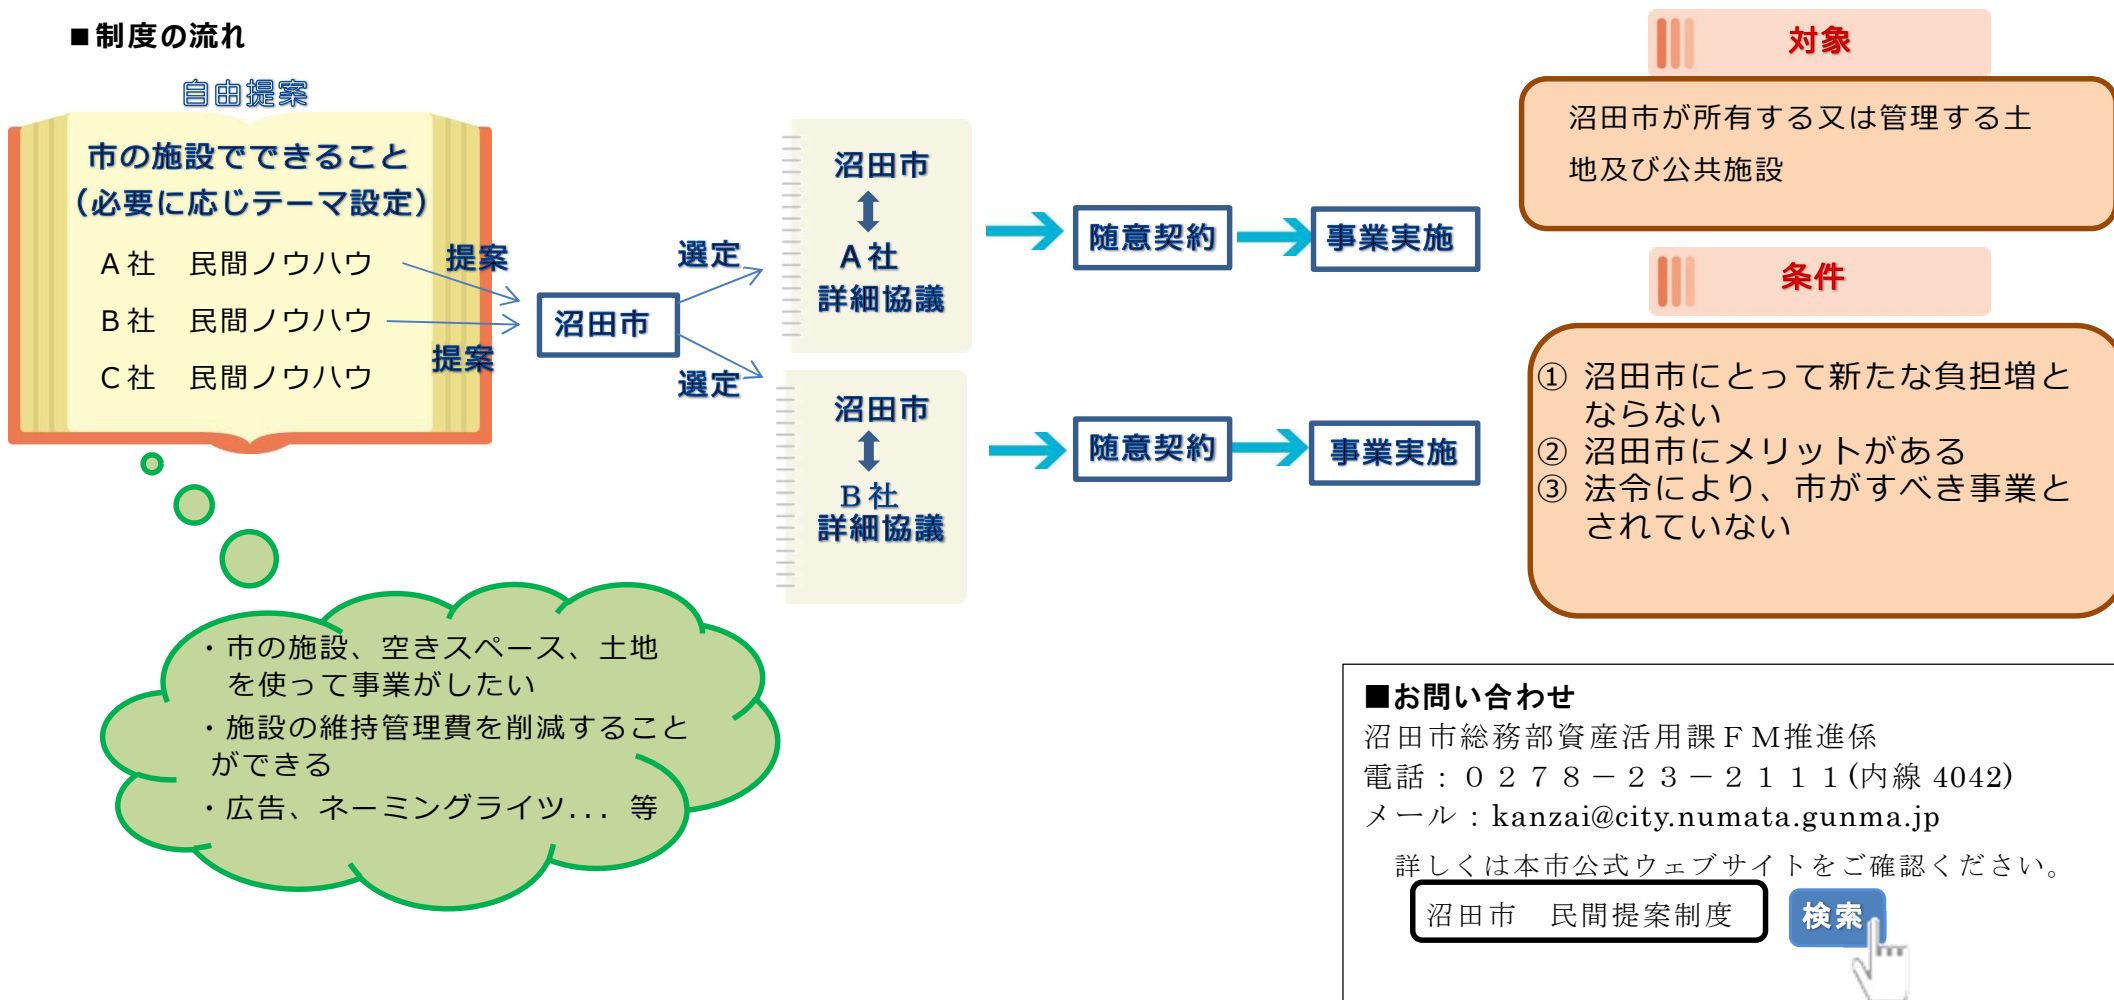 ■制度の流れ
自由提案
市の施設でできること
（必要に応じテーマ設定）
A社　民間ノウハウ
B社　民間ノウハウ
C社　民間ノウハウ
提案
提案
沼田市
選定
選定
沼田市
A社
詳細協議
随意契約
事業実施
沼田市
B社
詳細協議
随意契約
事業実施
・市の施設、空きスペース、土地
を使って事業がしたい
・施設の維持管理費を削減すること
ができる
・広告、ネーミングライツ... 等
対象
沼田市が所有する又は管理する土
地及び公共施設
条件
① 沼田市にとって新たな負担増と
ならない
② 沼田市にメリットがある
③ 法令により、市がすべき事業と
されていない
■お問い合わせ
沼田市総務部資産活用課ＦＭ推進係
電話：０２７８－２３－２１１１(内線 4042)
メール：kanzai@city.numata.gunma.jp
詳しくは本市公式ウェブサイトをご確認ください。
沼田市　民間提案制度
検索